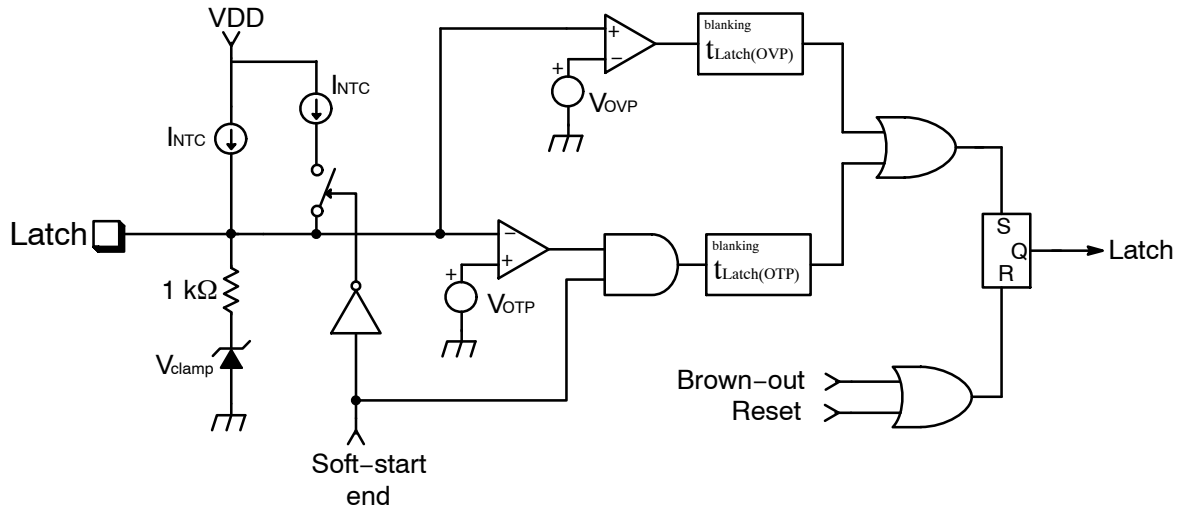 VDD
INTC
INTC
Latch
1 kΩ
Vclamp
Soft−start
end
+
−
+
VOVP
blanking
tLatch(OVP)
−
+
+
VOTP
blanking
tLatch(OTP)
S
Q
R
Latch
Brown−out
Reset